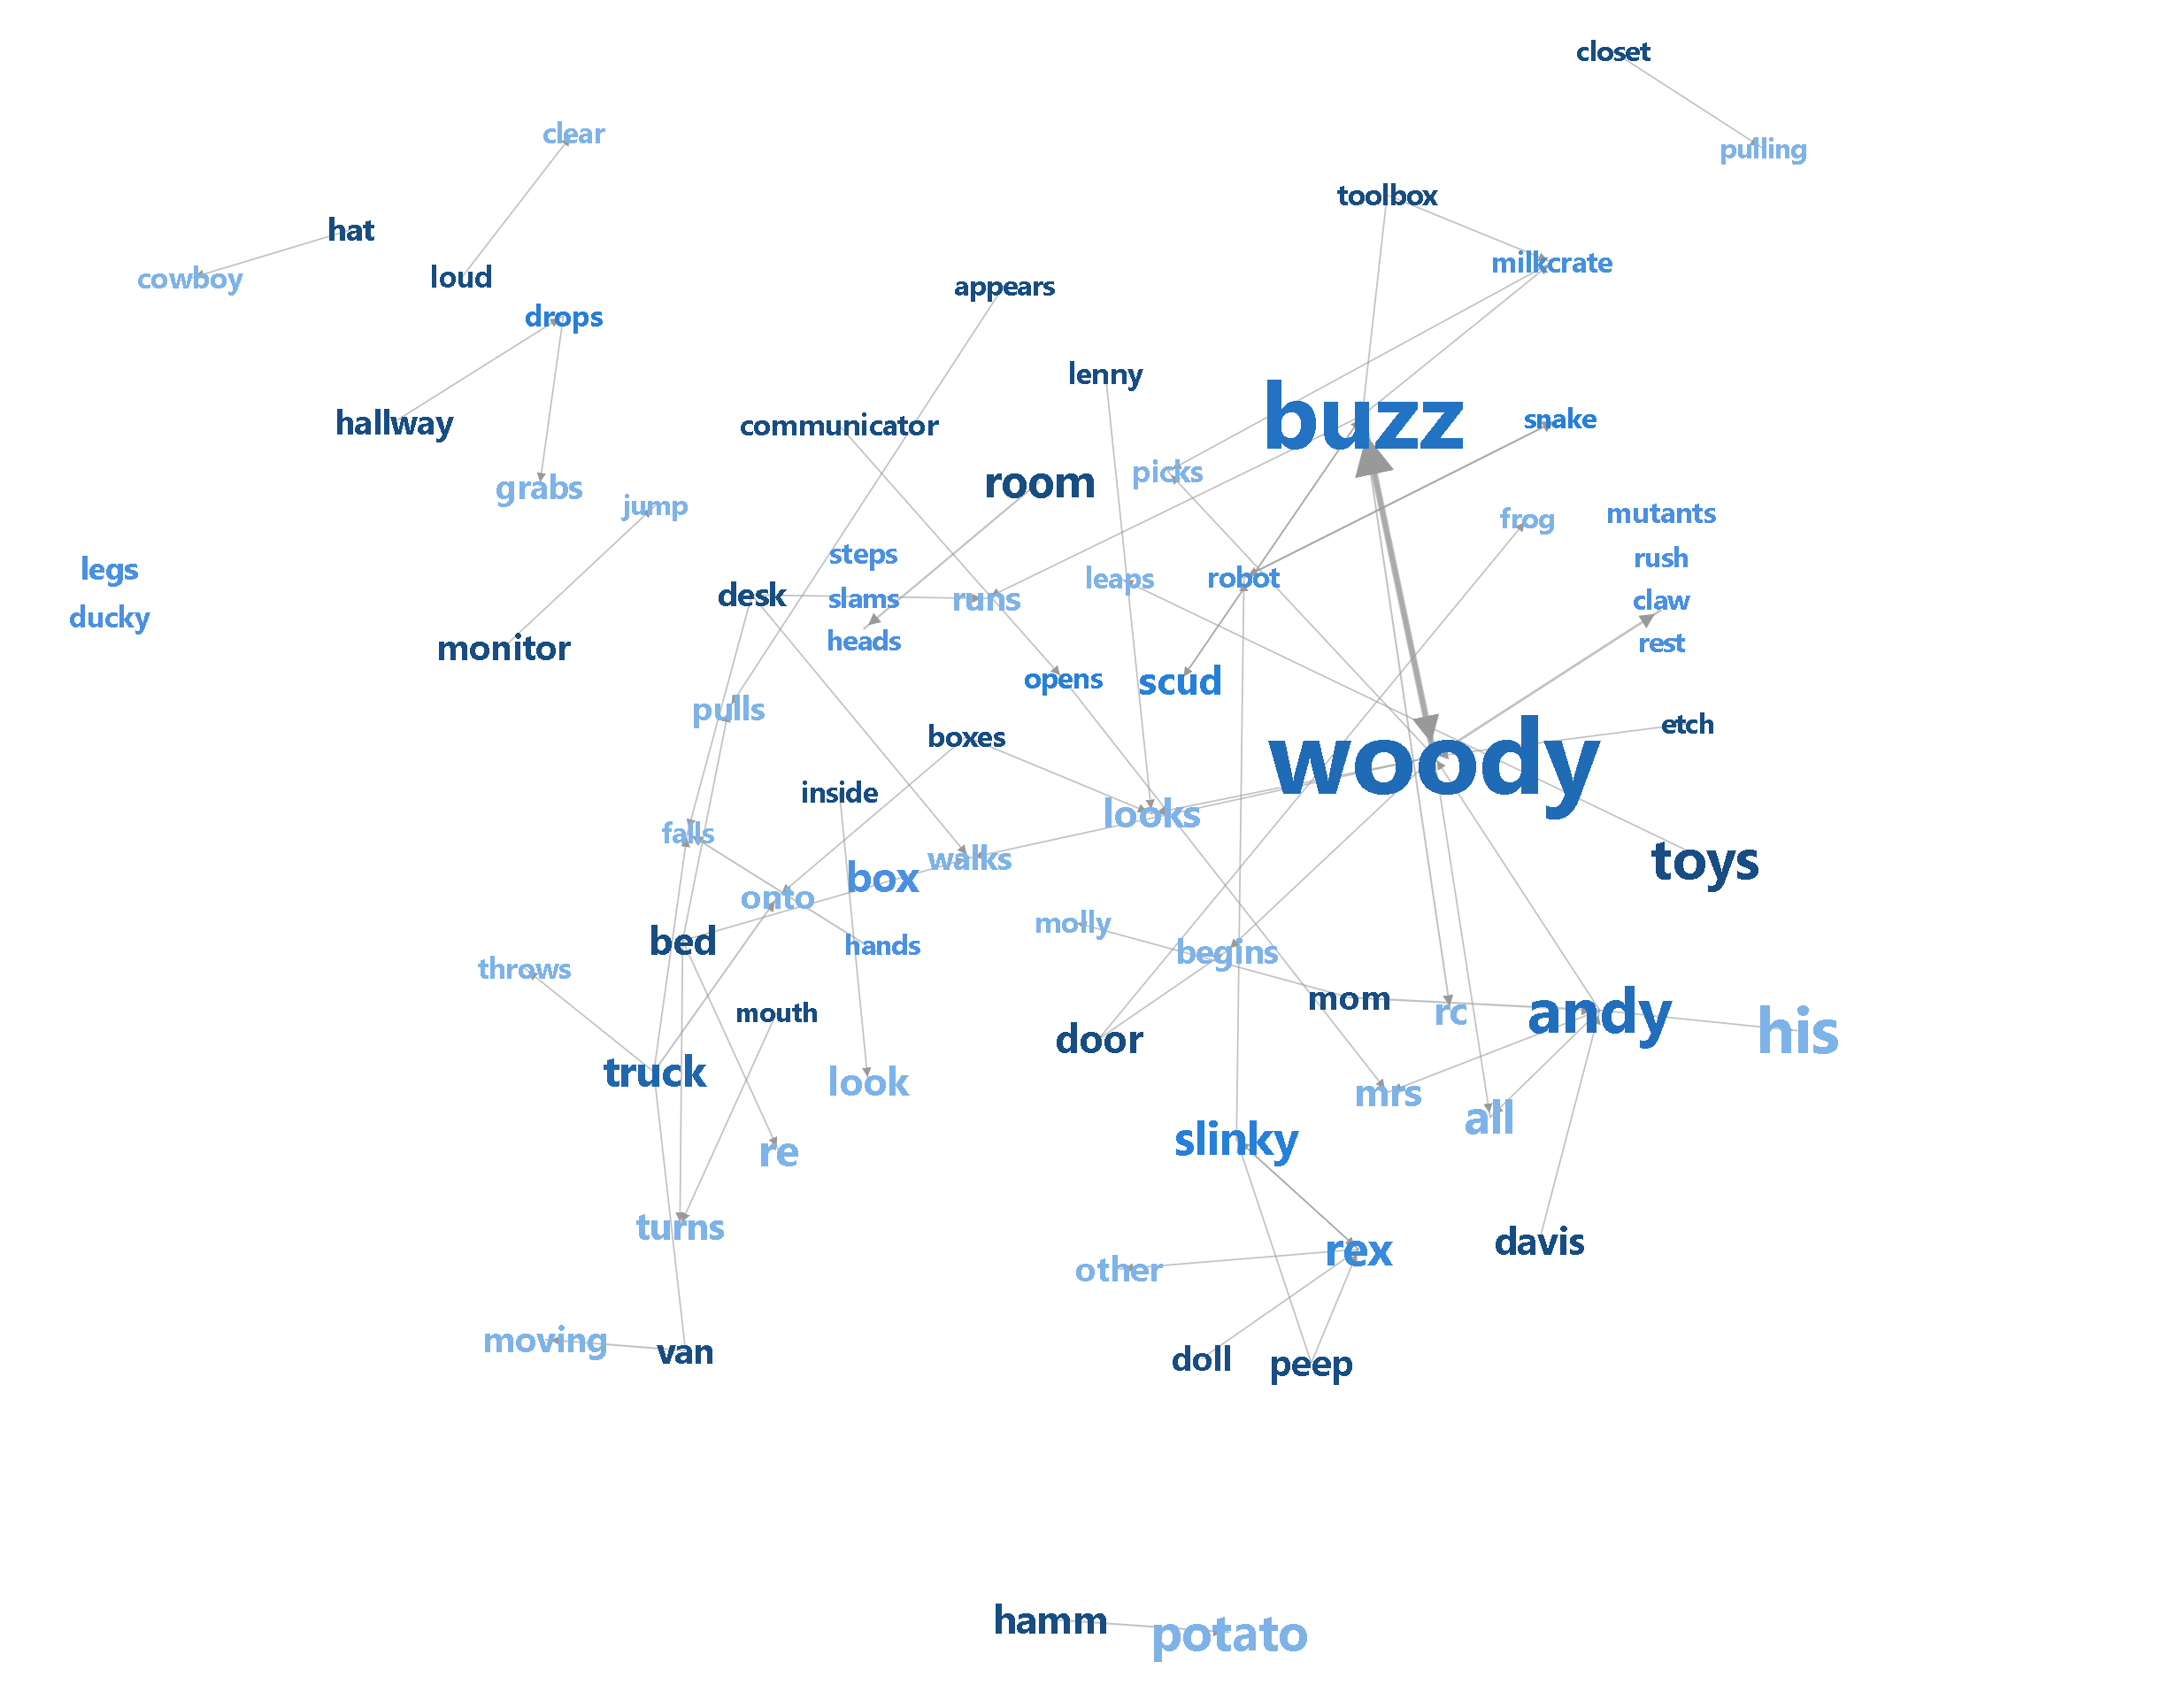 closet
clear
pulling
toolbox
hat
milkcrate
cowboy
loud
appears
drops
lenny
buzz
hallway
communicator
snake
picks
room
grabs
jump
frog
mutants
steps
rush
legs
leaps
robot
desk
slams
runs
claw
ducky
heads
rest
monitor
opens
scud
pulls
etch
boxes
woody
inside
looks
falls
walks
toys
box
onto
molly
bed
hands
begins
throws
mom
mouth
rc
andy
his
door
truck
look
mrs
all
slinky
re
turns
davis
rex
other
moving
van
doll
peep
hamm
potato